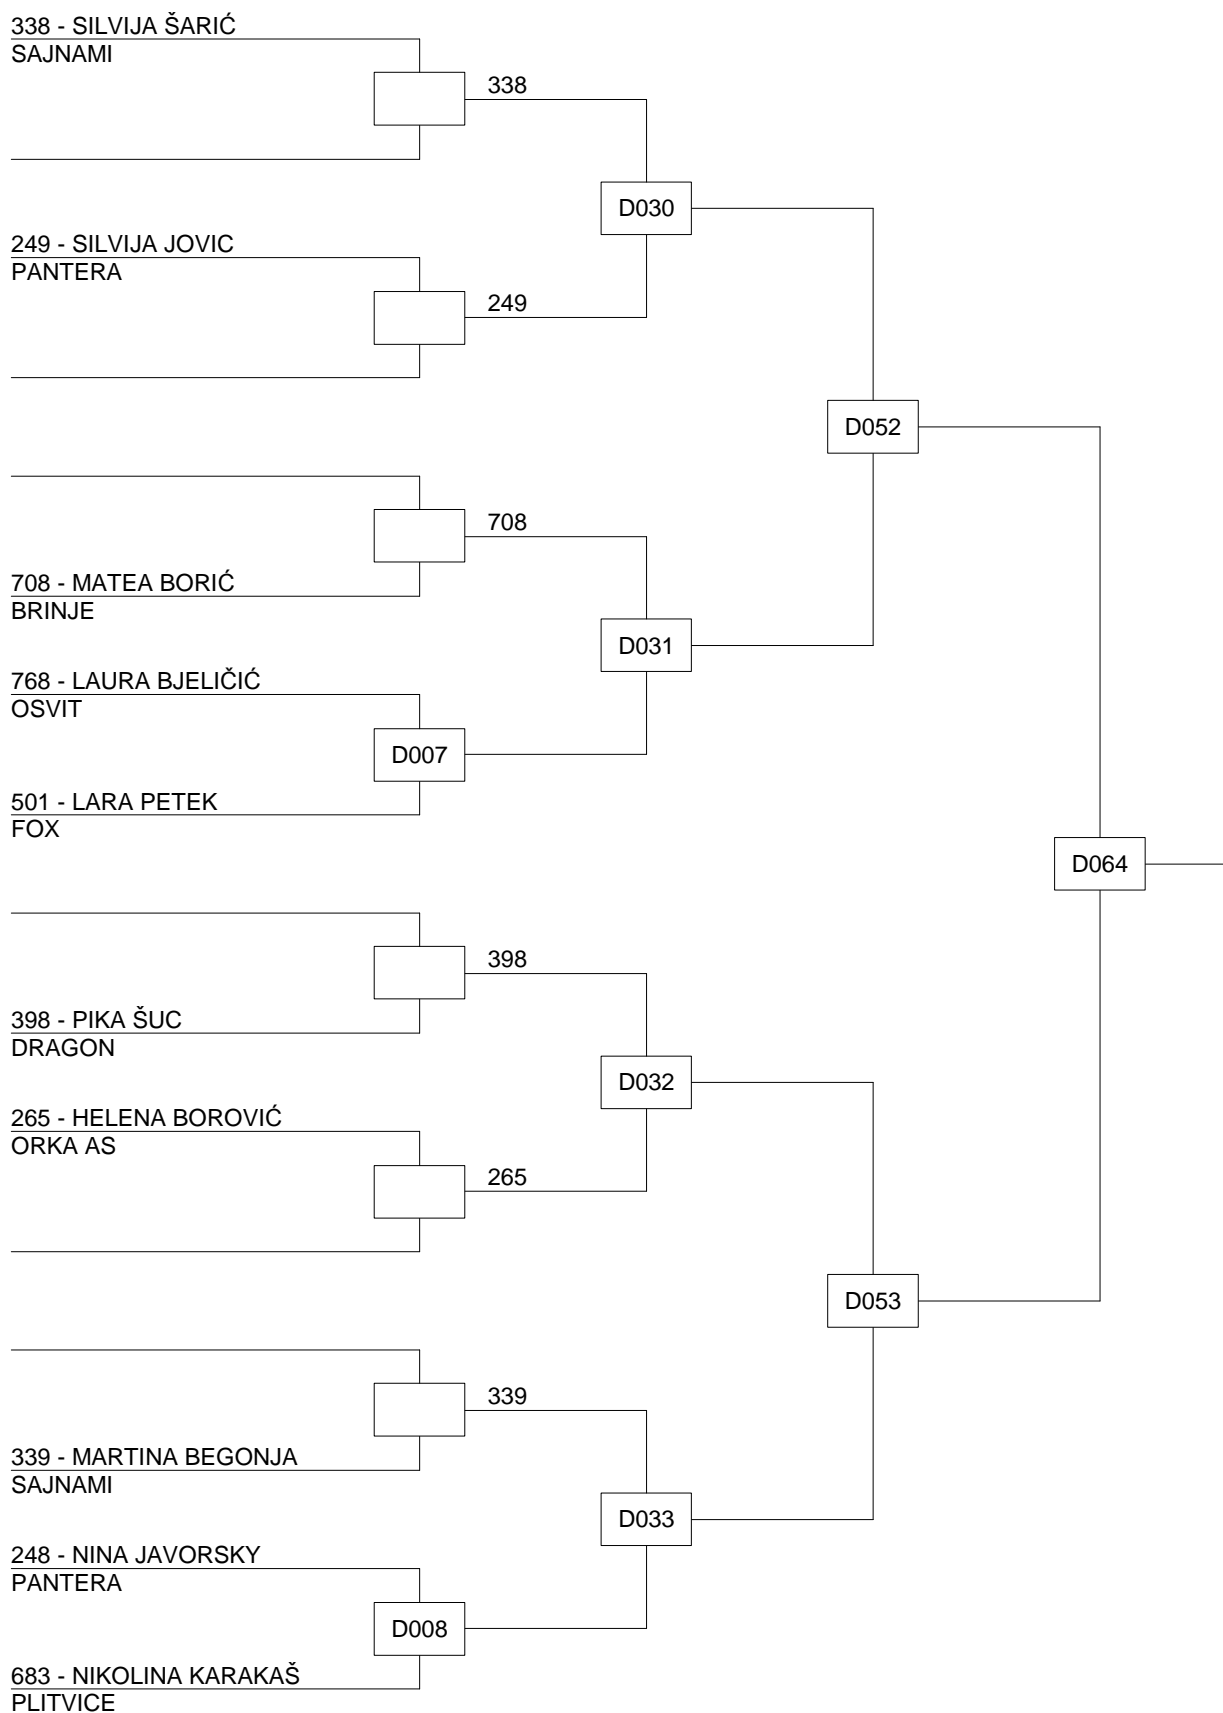 338 - SILVIJA ŠARIĆ
SAJNAMI
338
D030
249 - SILVIJA JOVIC
PANTERA
249
D052
708
708 - MATEA BORIĆ
BRINJE
D031
768 - LAURA BJELIČIĆ
OSVIT
D007
501 - LARA PETEK
FOX
D064
398
398 - PIKA ŠUC
DRAGON
D032
265 - HELENA BOROVIĆ
ORKA AS
265
D053
339
339 - MARTINA BEGONJA
SAJNAMI
D033
248 - NINA JAVORSKY
PANTERA
D008
683 - NIKOLINA KARAKAŠ
PLITVICE